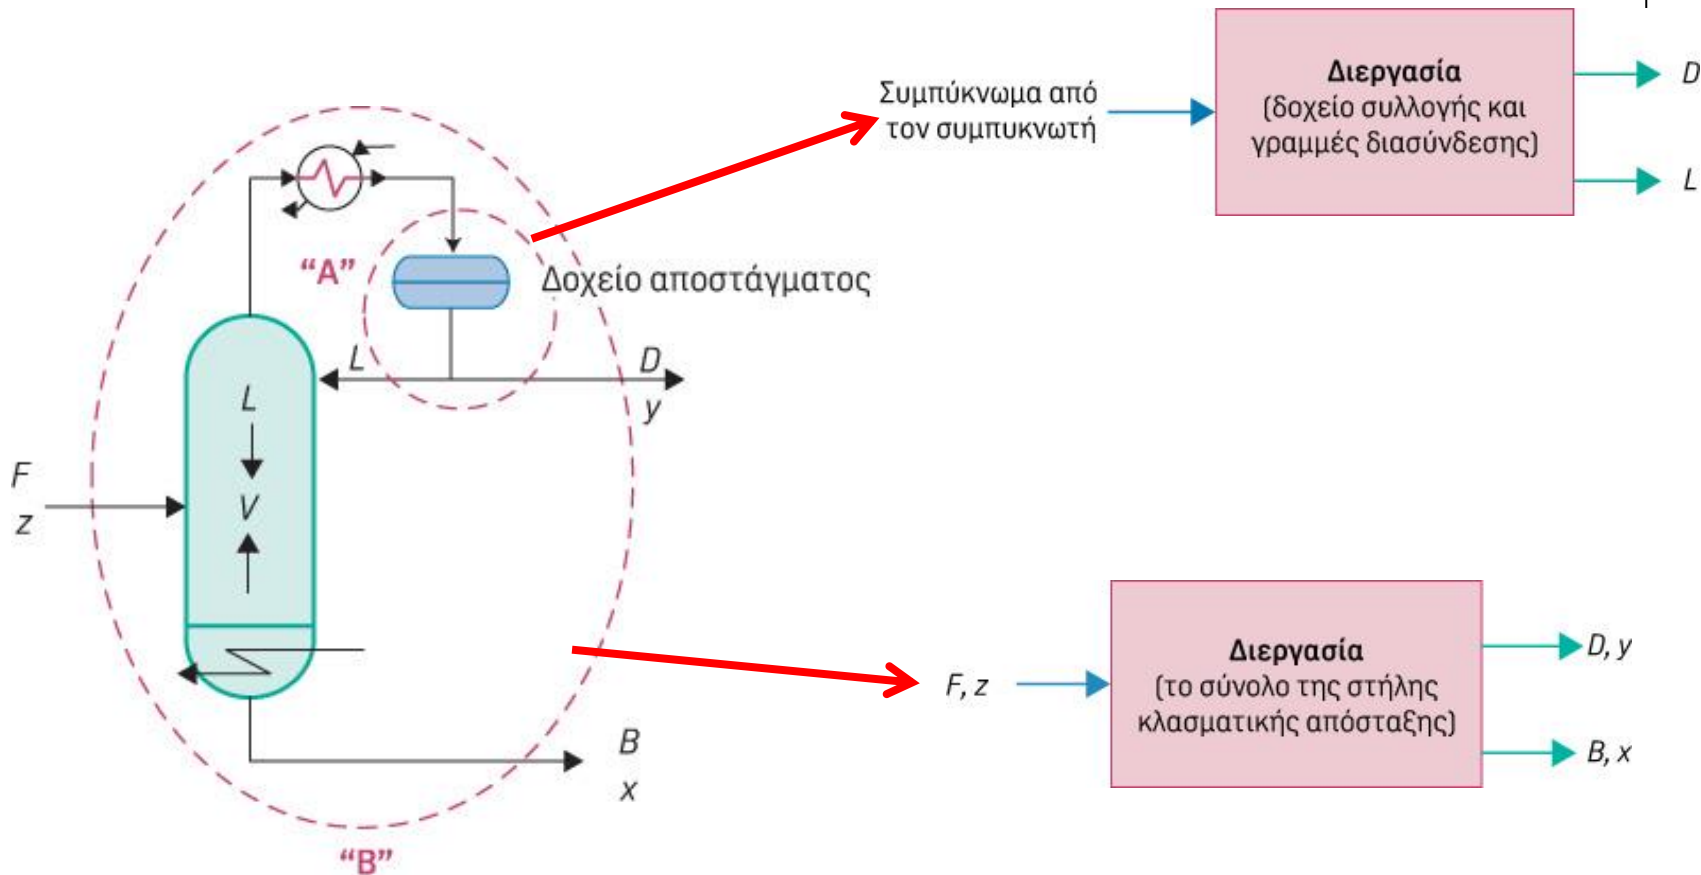 “A”
Δοχείο αποστάγματος
L
D
y
L
V
F
z
B
x
“B”
Συμπύκνωμα από
τον συμπυκνωτή
Διεργασία
(δοχείο συλλογής και
γραμμές διασύνδεσης)
D
L
F, z
Διεργασία
(το σύνολο της στήλης
κλασματικής απόσταξης)
D, y
B, x